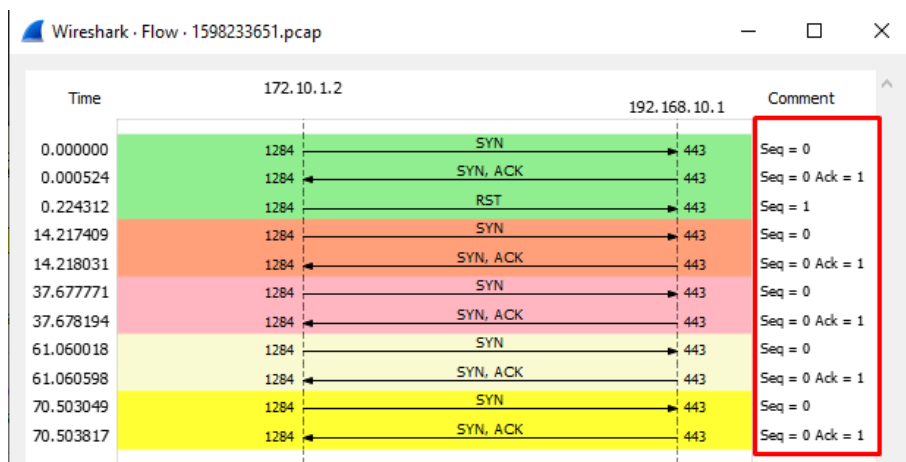 Wireshark · Flow · 1598233651.pcap
Time 172.10.1.2 192.168.10.1 Comment
0.000000 1284 SYN 443 Seq = 0
0.000524 1284 SYN, ACK 443 Seq = 0 Ack = 1
0.224312 1284 RST 443 Seq = 1
14.217409 1284 SYN 443 Seq = 0
14.218031 1284 SYN, ACK 443 Seq = 0 Ack = 1
37.677771 1284 SYN 443 Seq = 0
37.678194 1284 SYN, ACK 443 Seq = 0 Ack = 1
61.060018 1284 SYN 443 Seq = 0
61.060598 1284 SYN, ACK 443 Seq = 0 Ack = 1
70.503049 1284 SYN 443 Seq = 0
70.503817 1284 SYN, ACK 443 Seq = 0 Ack = 1